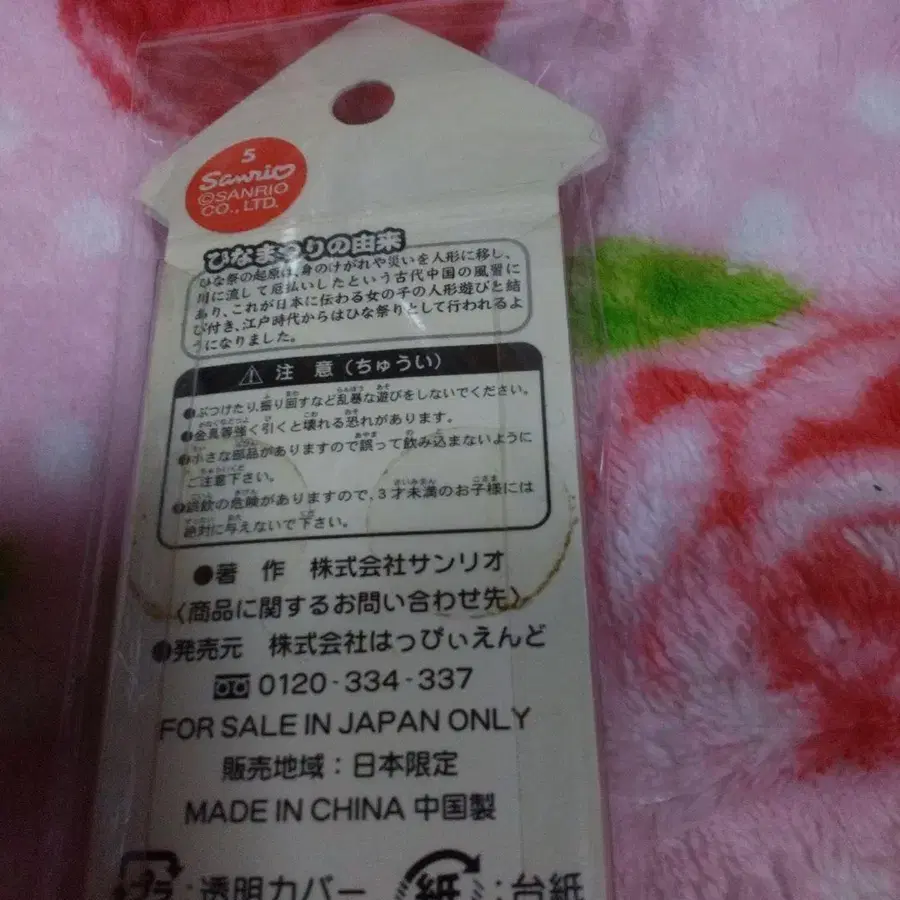 5
Sanrio
©SANRIO
CO., LTD.
ひなまつりの由来
ひな祭の起原は、身のけがれや災いを人形に移し、
川に流して厄払いしたという古代中国の風習に
あり、これが日本に伝わる女の子の人形遊びと結
び付き、江戸時代からはひな祭りとして行われるよ
うになりました。
⚠ 注 意 (ちゅうい)
●ぶつけたり、振り回すなど乱暴な遊びをしないでください。
●金具等強く引くと壊れる恐れがあります。
●小さな部品がありますので誤って飲み込まないように
ご注意下さい。
●誤飲の危険がありますので、3才未満のお子様には
絶対に与えないで下さい。
●著 作 株式会社サンリオ
〈商品に関するお問い合わせ先〉
●発売元 株式会社はっぴぃえんど
0120-334-337
FOR SALE IN JAPAN ONLY
販売地域：日本限定
MADE IN CHINA 中国製
プラ：透明カバー 紙：台紙